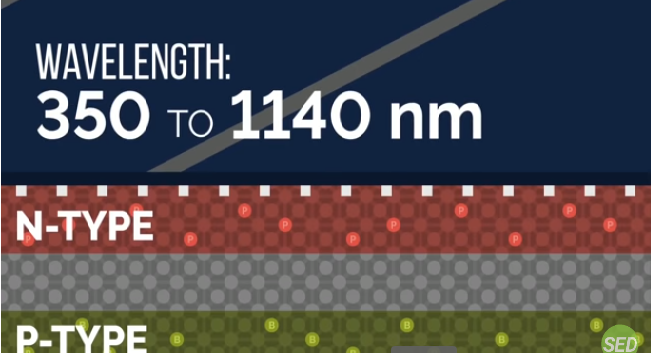 WAVELENGTH:
350 TO 1140 nm
N-TYPE
P P P P P P P P P P
P-TYPE
B B B B B B
SED